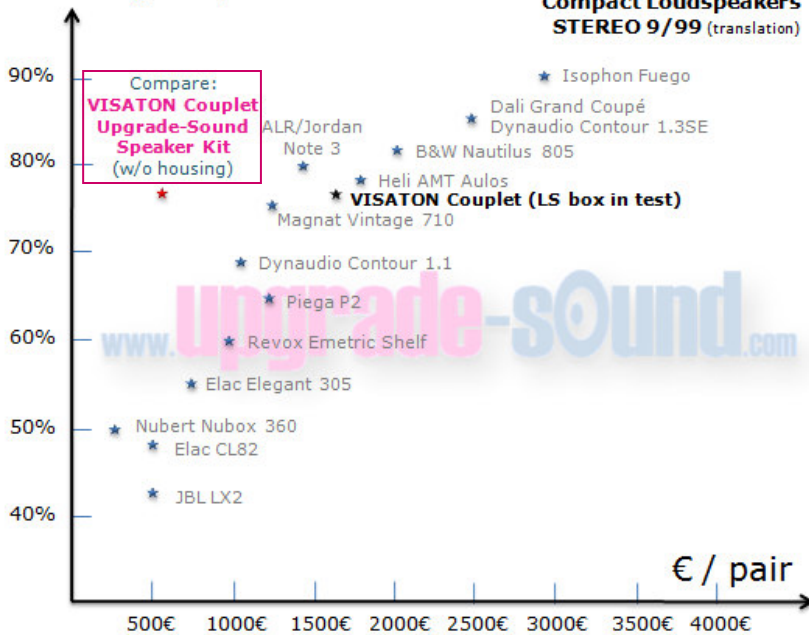 Compact Loudspeakers
STEREO 9/99 (translation)
90%
Isophon Fuego
Compare:
VISATON Couplet
Upgrade-Sound
Speaker Kit
(w/o housing)
Dali Grand Coupé
Dynaudio Contour 1.3SE
ALR/Jordan
Note 3
B&W Nautilus 805
80%
Heli AMT Aulos
VISATON Couplet (LS box in test)
Magnat Vintage 710
70%
Dynaudio Contour 1.1
Piega P2
www.upgrade-sound.com
60%
Revox Emetric Shelf
Elac Elegant 305
50%
Nubert Nubox 360
Elac CL82
JBL LX2
40%
€ / pair
500€ 1000€ 1500€ 2000€ 2500€ 3000€ 3500€ 4000€